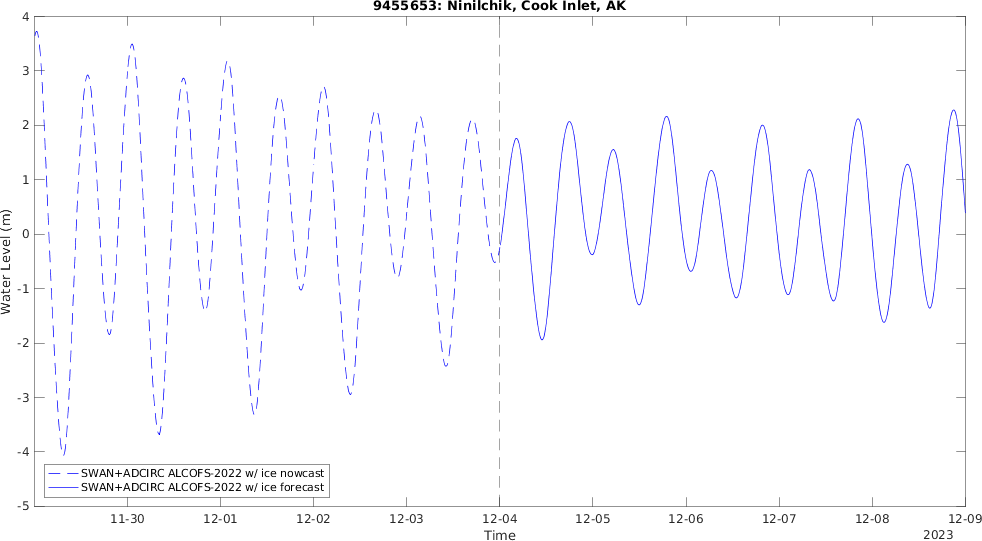 9455653: Ninilchik, Cook Inlet, AK
Water Level (m)
4
3
2
1
0
-1
-2
-3
-4
-5
SWAN+ADCIRC ALCOFS-2022 w/ ice nowcast
SWAN+ADCIRC ALCOFS-2022 w/ ice forecast
11-30 12-01 12-02 12-03 12-04 12-05 12-06 12-07 12-08 12-09
Time
2023